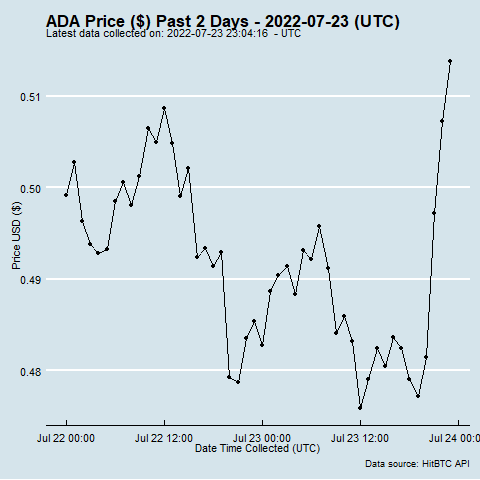 ADA Price ($) Past 2 Days - 2022-07-23 (UTC)
Latest data collected on: 2022-07-23 23:04:16 - UTC
Price USD ($)
0.51
0.50
0.49
0.48
Jul 22 00:00 Jul 22 12:00 Jul 23 00:00 Jul 23 12:00 Jul 24 00:0
Date Time Collected (UTC)
Data source: HitBTC API